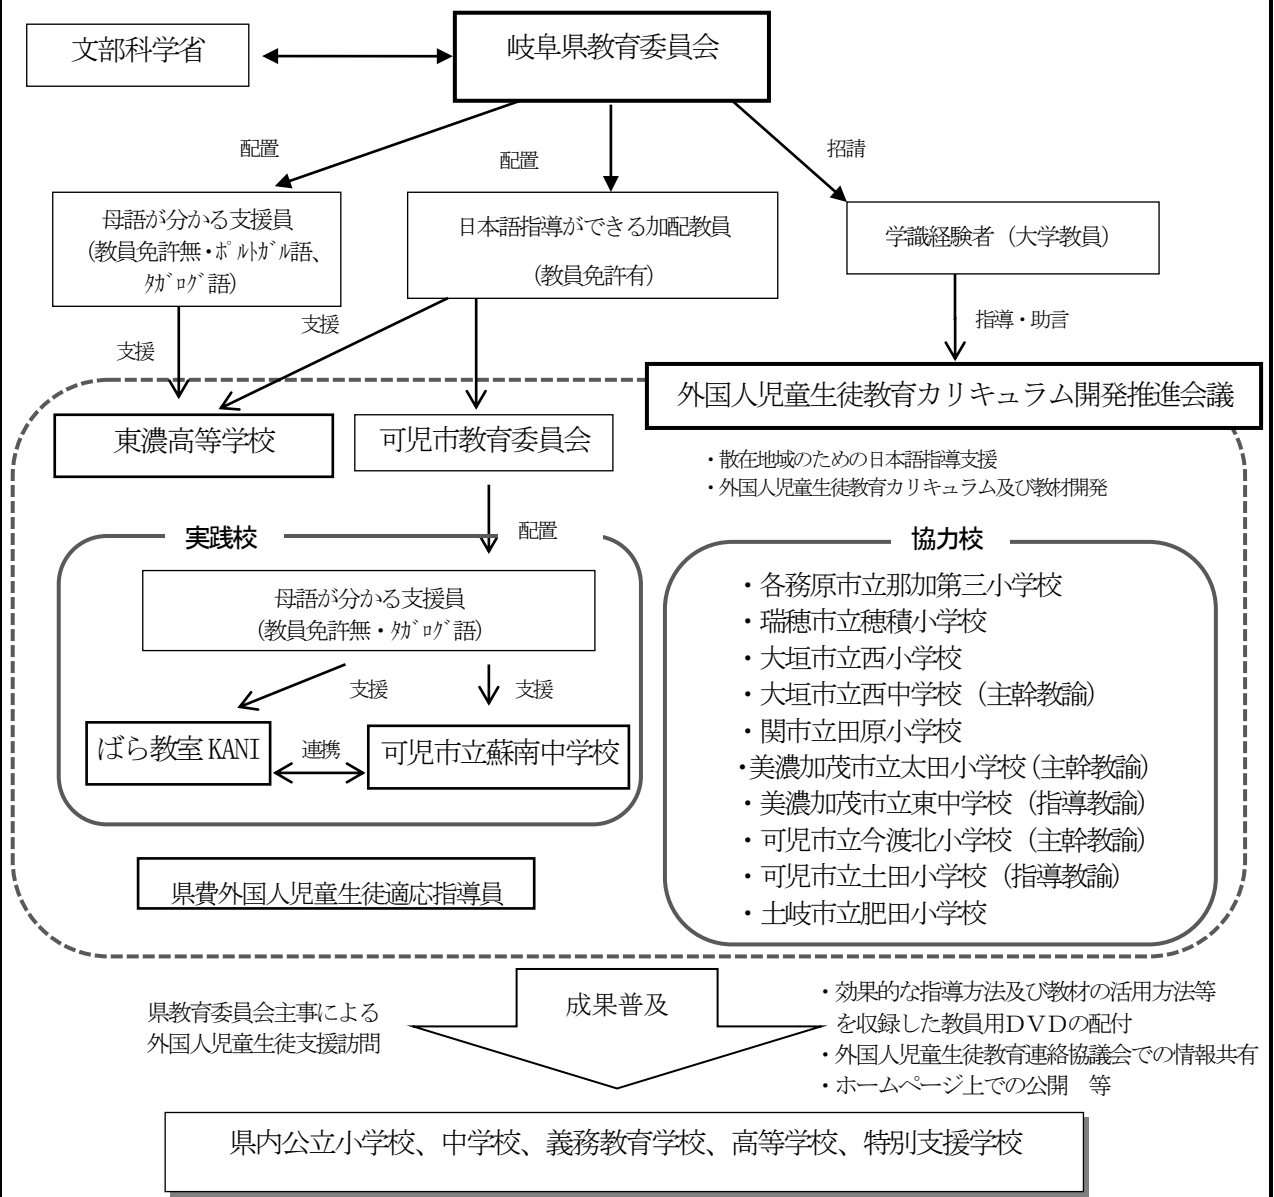 文部科学省
岐阜県教育委員会
配置
配置
招請
母語が分かる支援員
(教員免許無・ﾎﾟﾙﾄｶﾞﾙ語、
ﾀｶﾞﾛｸﾞ語)
日本語指導ができる加配教員
(教員免許有)
学識経験者（大学教員）
支援
支援
指導・助言
外国人児童生徒教育カリキュラム開発推進会議
東濃高等学校
可児市教育委員会
・散在地域のための日本語指導支援
・外国人児童生徒教育カリキュラム及び教材開発
配置
実践校
母語が分かる支援員
(教員免許無・ﾀｶﾞﾛｸﾞ語)
支援
支援
ばら教室KANI
連携
可児市立蘇南中学校
県費外国人児童生徒適応指導員
協力校
・各務原市立那加第三小学校
・瑞穂市立穂積小学校
・大垣市立西小学校
・大垣市立西中学校（主幹教諭）
・関市立田原小学校
・美濃加茂市立太田小学校(主幹教諭)
・美濃加茂市立東中学校（指導教諭）
・可児市立今渡北小学校（主幹教諭）
・可児市立土田小学校（指導教諭）
・土岐市立肥田小学校
県教育委員会主事による
外国人児童生徒支援訪問
成果普及
・効果的な指導方法及び教材の活用方法等
を収録した教員用ＤＶＤの配付
・外国人児童生徒教育連絡協議会での情報共有
・ホームページ上での公開　等
県内公立小学校、中学校、義務教育学校、高等学校、特別支援学校